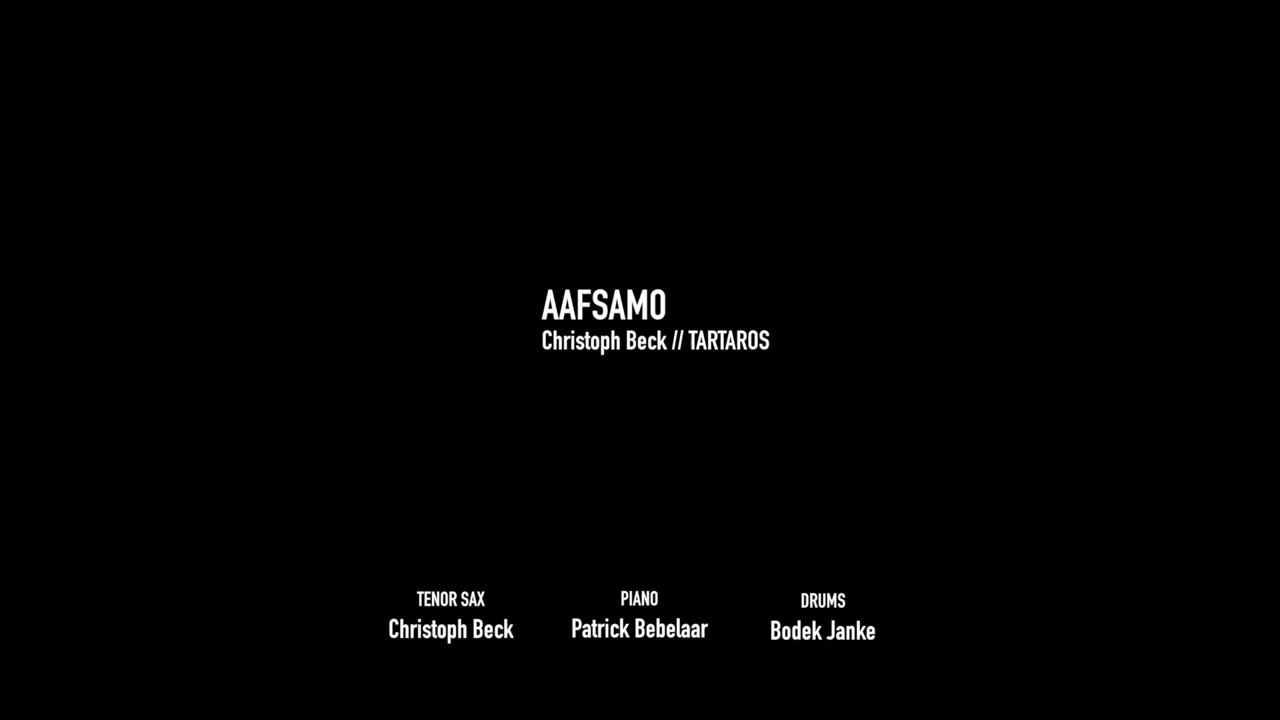 AAFSAMO
Christoph Beck // TARTAROS
TENOR SAX PIANO DRUMS
Christoph Beck Patrick Bebelaar Bodek Janke